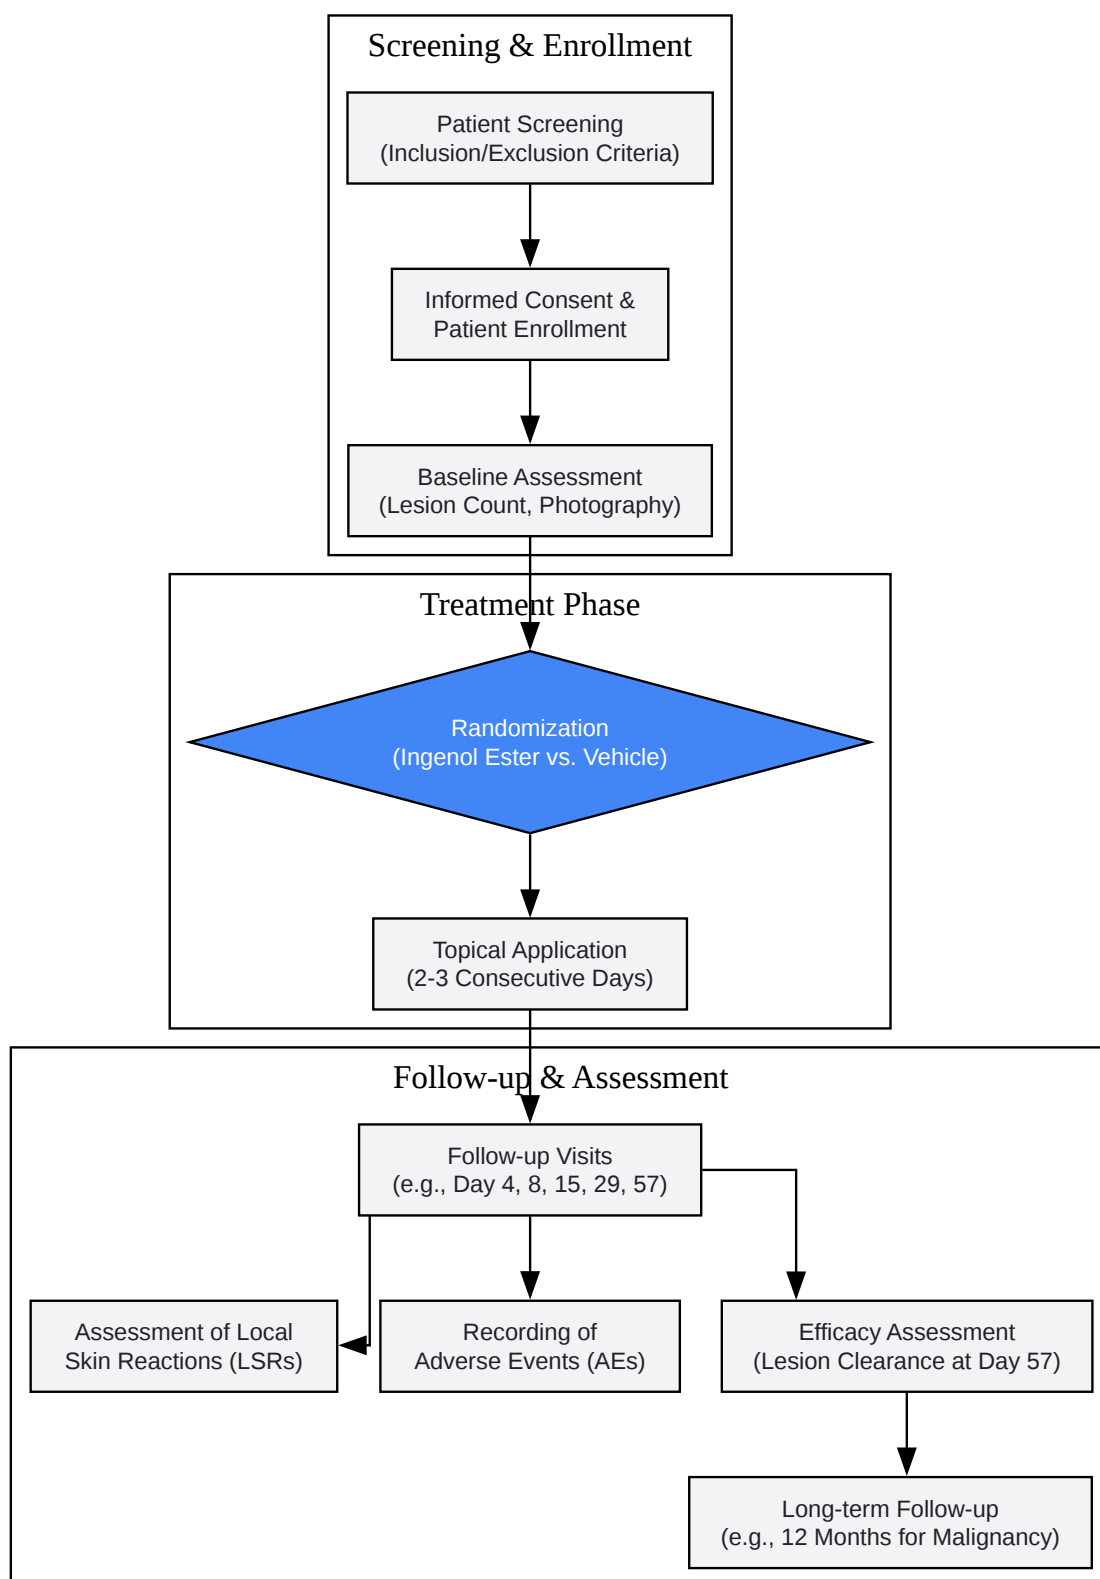 Screening & Enrollment
Patient Screening
(Inclusion/Exclusion Criteria)
Informed Consent &
Patient Enrollment
Baseline Assessment
(Lesion Count, Photography)
Treatment Phase
Randomization
(Ingenol Ester vs. Vehicle)
Topical Application
(2-3 Consecutive Days)
Follow-up & Assessment
Follow-up Visits
(e.g., Day 4, 8, 15, 29, 57)
Assessment of Local
Skin Reactions (LSRs)
Recording of
Adverse Events (AEs)
Efficacy Assessment
(Lesion Clearance at Day 57)
Long-term Follow-up
(e.g., 12 Months for Malignancy)